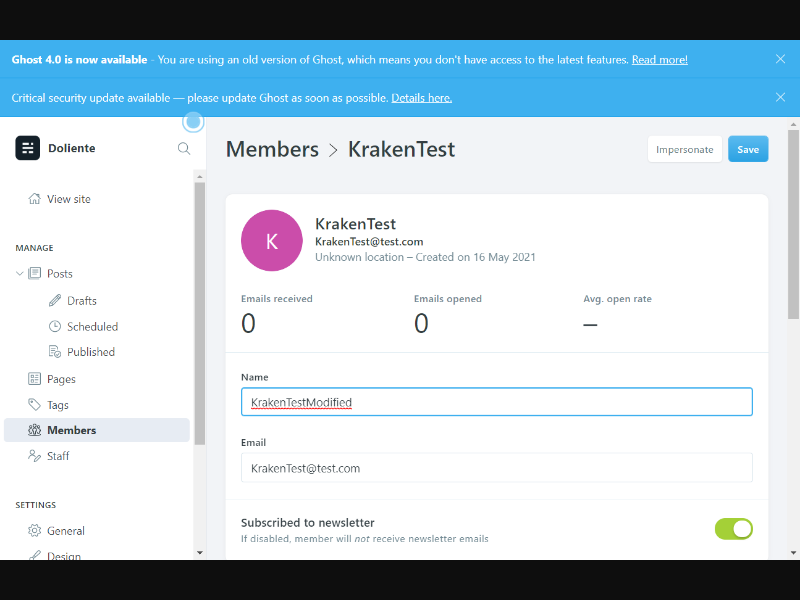 Ghost 4.0 is now available - You are using an old version of Ghost, which means you don't have access to the latest features. Read more!
Critical security update available — please update Ghost as soon as possible. Details here.
Doliente
View site
MANAGE
Posts
Drafts
Scheduled
Published
Pages
Tags
Members
Staff
SETTINGS
General
Design
Members > KrakenTest
Impersonate
Save
K
KrakenTest
KrakenTest@test.com
Unknown location – Created on 16 May 2021
Emails received
0
Emails opened
0
Avg. open rate
–
Name
KrakenTestModified
Email
KrakenTest@test.com
Subscribed to newsletter
If disabled, member will not receive newsletter emails